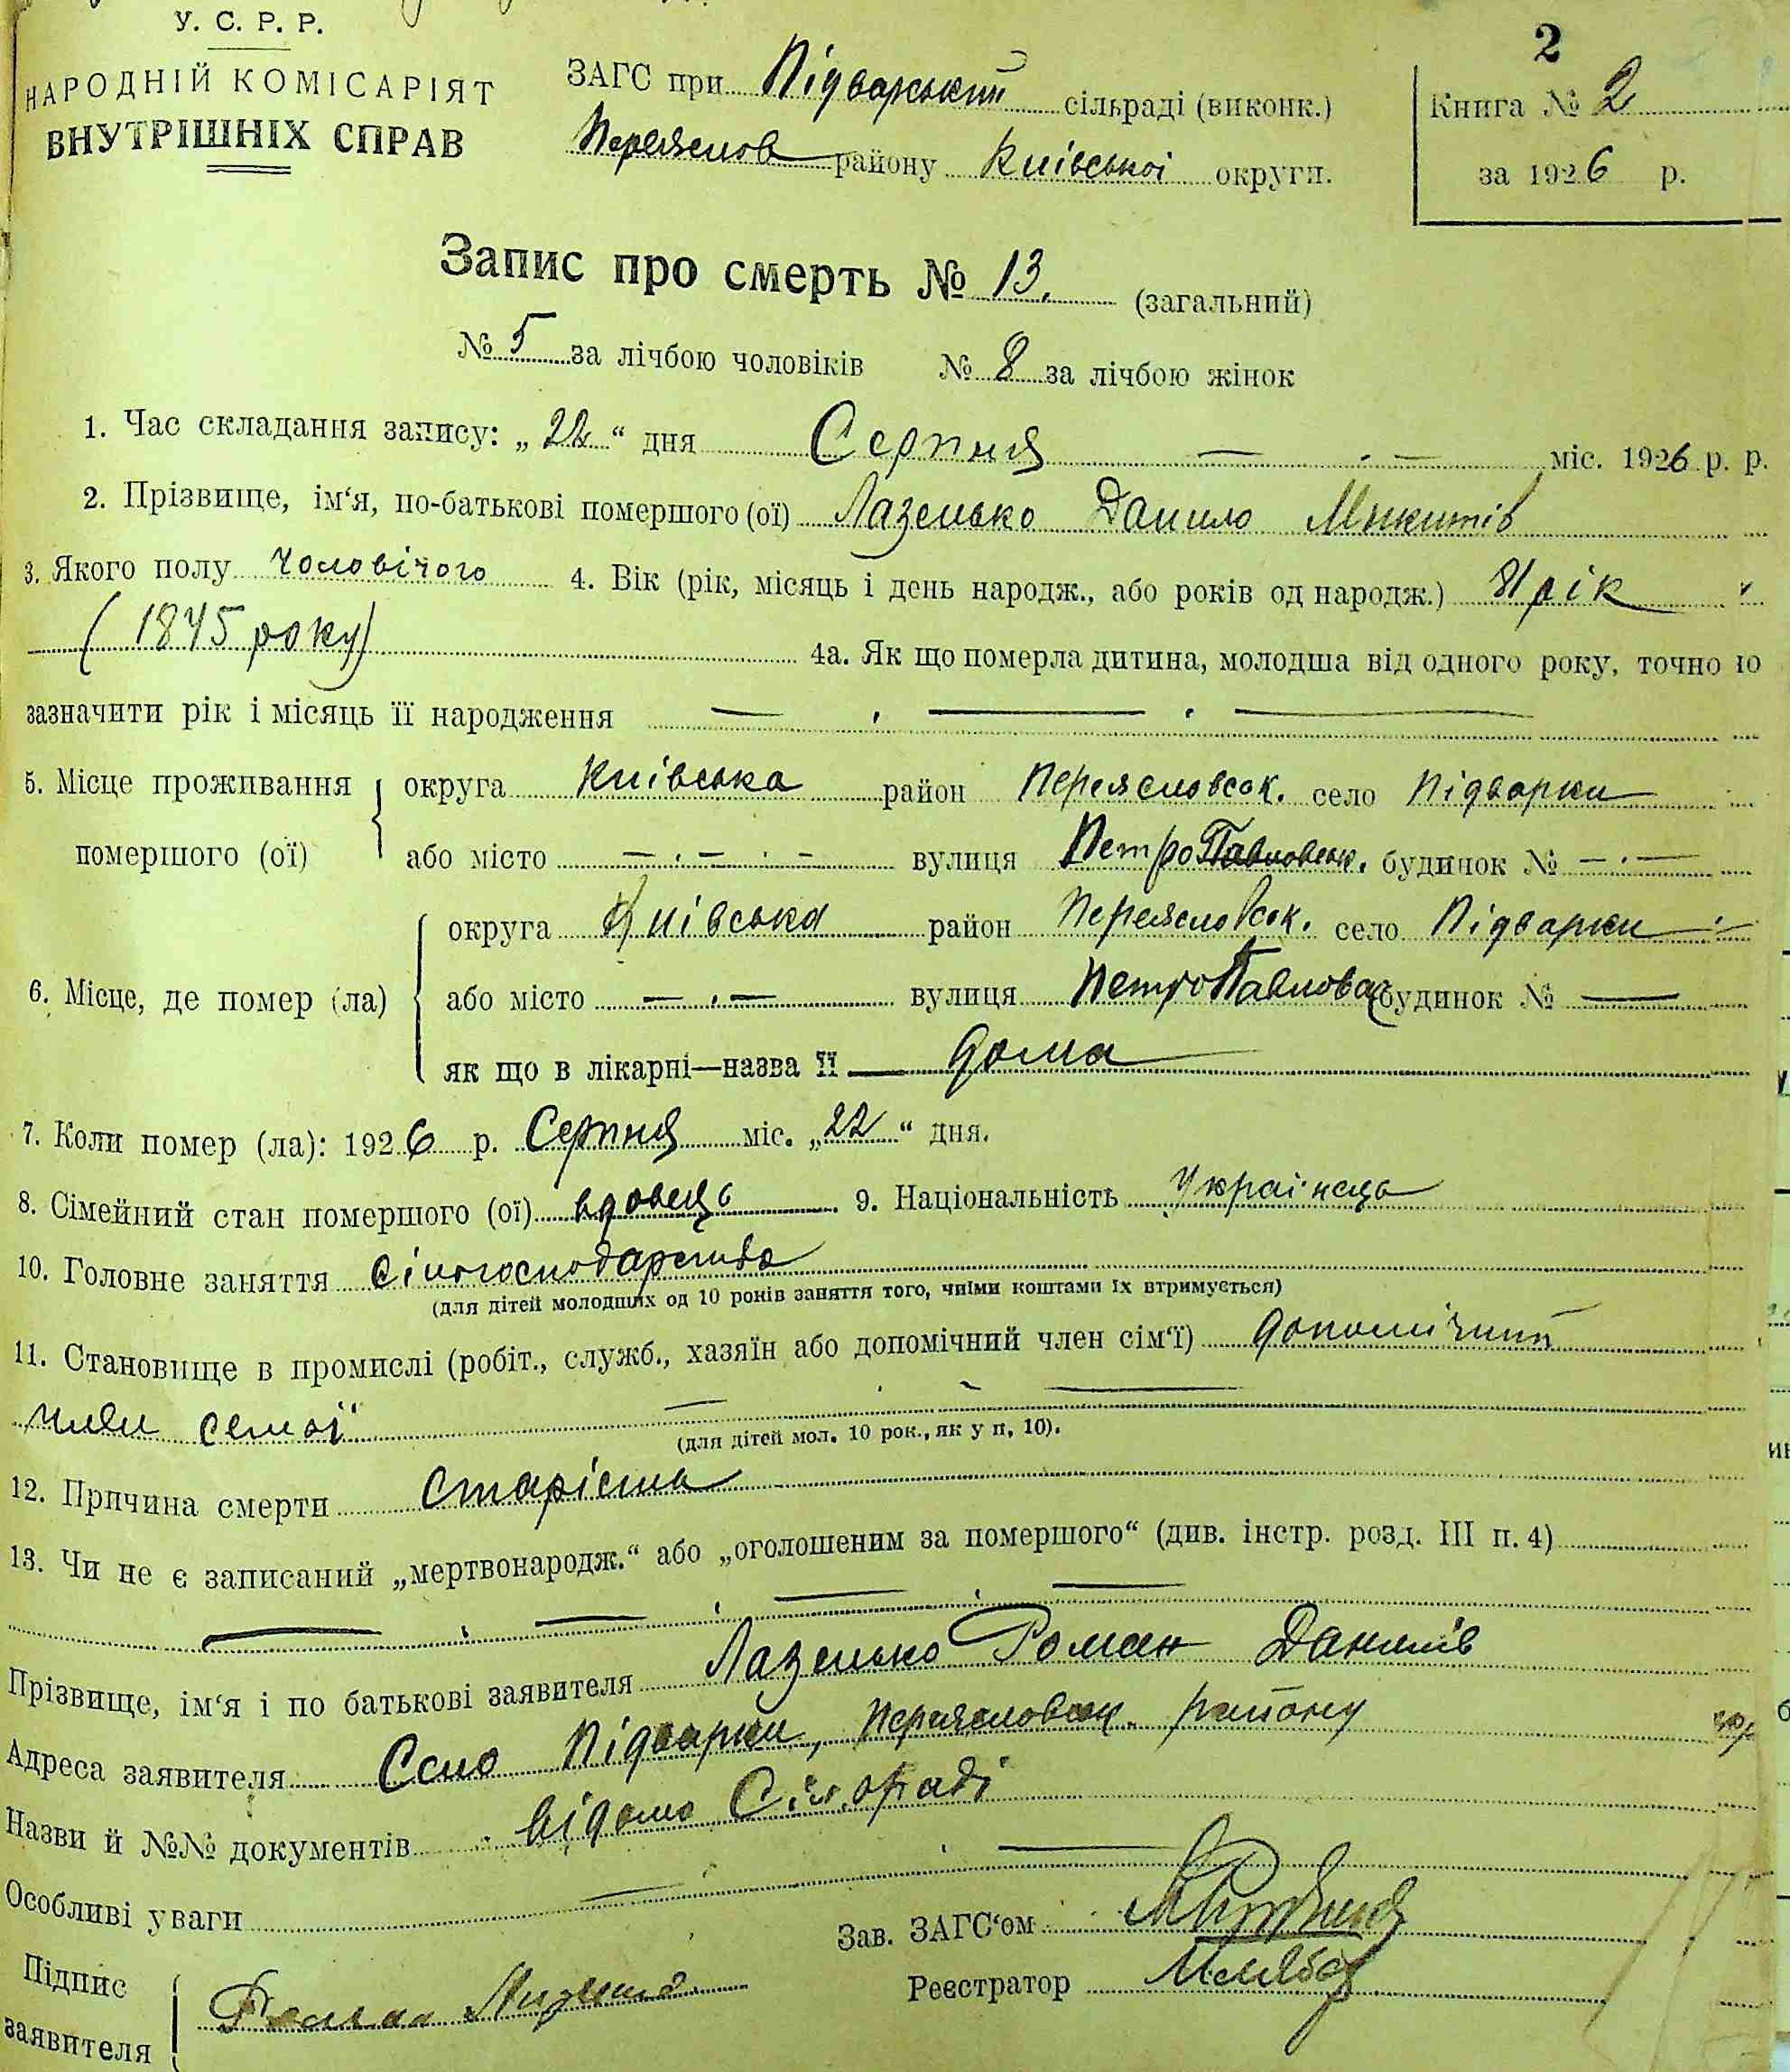 У. С. Р. Р.
НАРОДНІЙ КОМІСАРІЯТ
ВНУТРІШНІХ СПРАВ
ЗАГС при Підварський сільраді (виконк.)
Переяслов району Київської округи.
2
Книга № 2
за 1926 р.
Запис про смерть № 13. (загальний)
№ 5 за лічбою чоловіків № 8 за лічбою жінок
1. Час складання запису: „22“ дня Серпня міс. 1926 р. р.
2. Прізвище, ім‘я, по-батькові помершого (ої) Лазенько Данило Микитів
3. Якого полу Чоловічого 4. Вік (рік, місяць і день народж., або років од народж.) 81 рік
(1845 року) 4а. Як що померла дитина, молодша від одного року, точно
зазначити рік і місяць її народження — . — . —
5. Місце проживання помершого (ої) округа Київська район Переясловськ. село Підварки
або місто — . — . — вулиця ПетроПавловськ. будинок № — . —
6. Місце, де помер (ла) округа Київська район Переясловськ. село Підварки
або місто — . — вулиця ПетроПавловск будинок № —
як що в лікарні—назва її — дома
7. Коли помер (ла): 1926 р. Серпня міс. „22“ дня.
8. Сімейний стан помершого (ої) вдовець 9. Національність Украінець
10. Головне заняття Сільгосподарство
(для дітей молодших од 10 років заняття того, чиїми коштами їх втримується)
11. Становище в промислі (робіт., служб., хазяїн або допомічний член сім‘ї) допомічний
член семої
(для дітей мол. 10 рок., як у п. 10).
12. Причина смерти Старість
13. Чи не є записаний „мертвонародж.“ або „оголошеним за помершого“ (див. інстр. розд. III п. 4)
— . — . — . —
Прізвище, ім‘я і по батькові заявителя Лазенько Роман Данилів
Адреса заявителя Село Підварки, Переясловськ. району
Назви й №№ документів відомо Сільраді
Особливі уваги
Зав. ЗАГС‘ом
Реєстратор
Підпис заявителя Роман